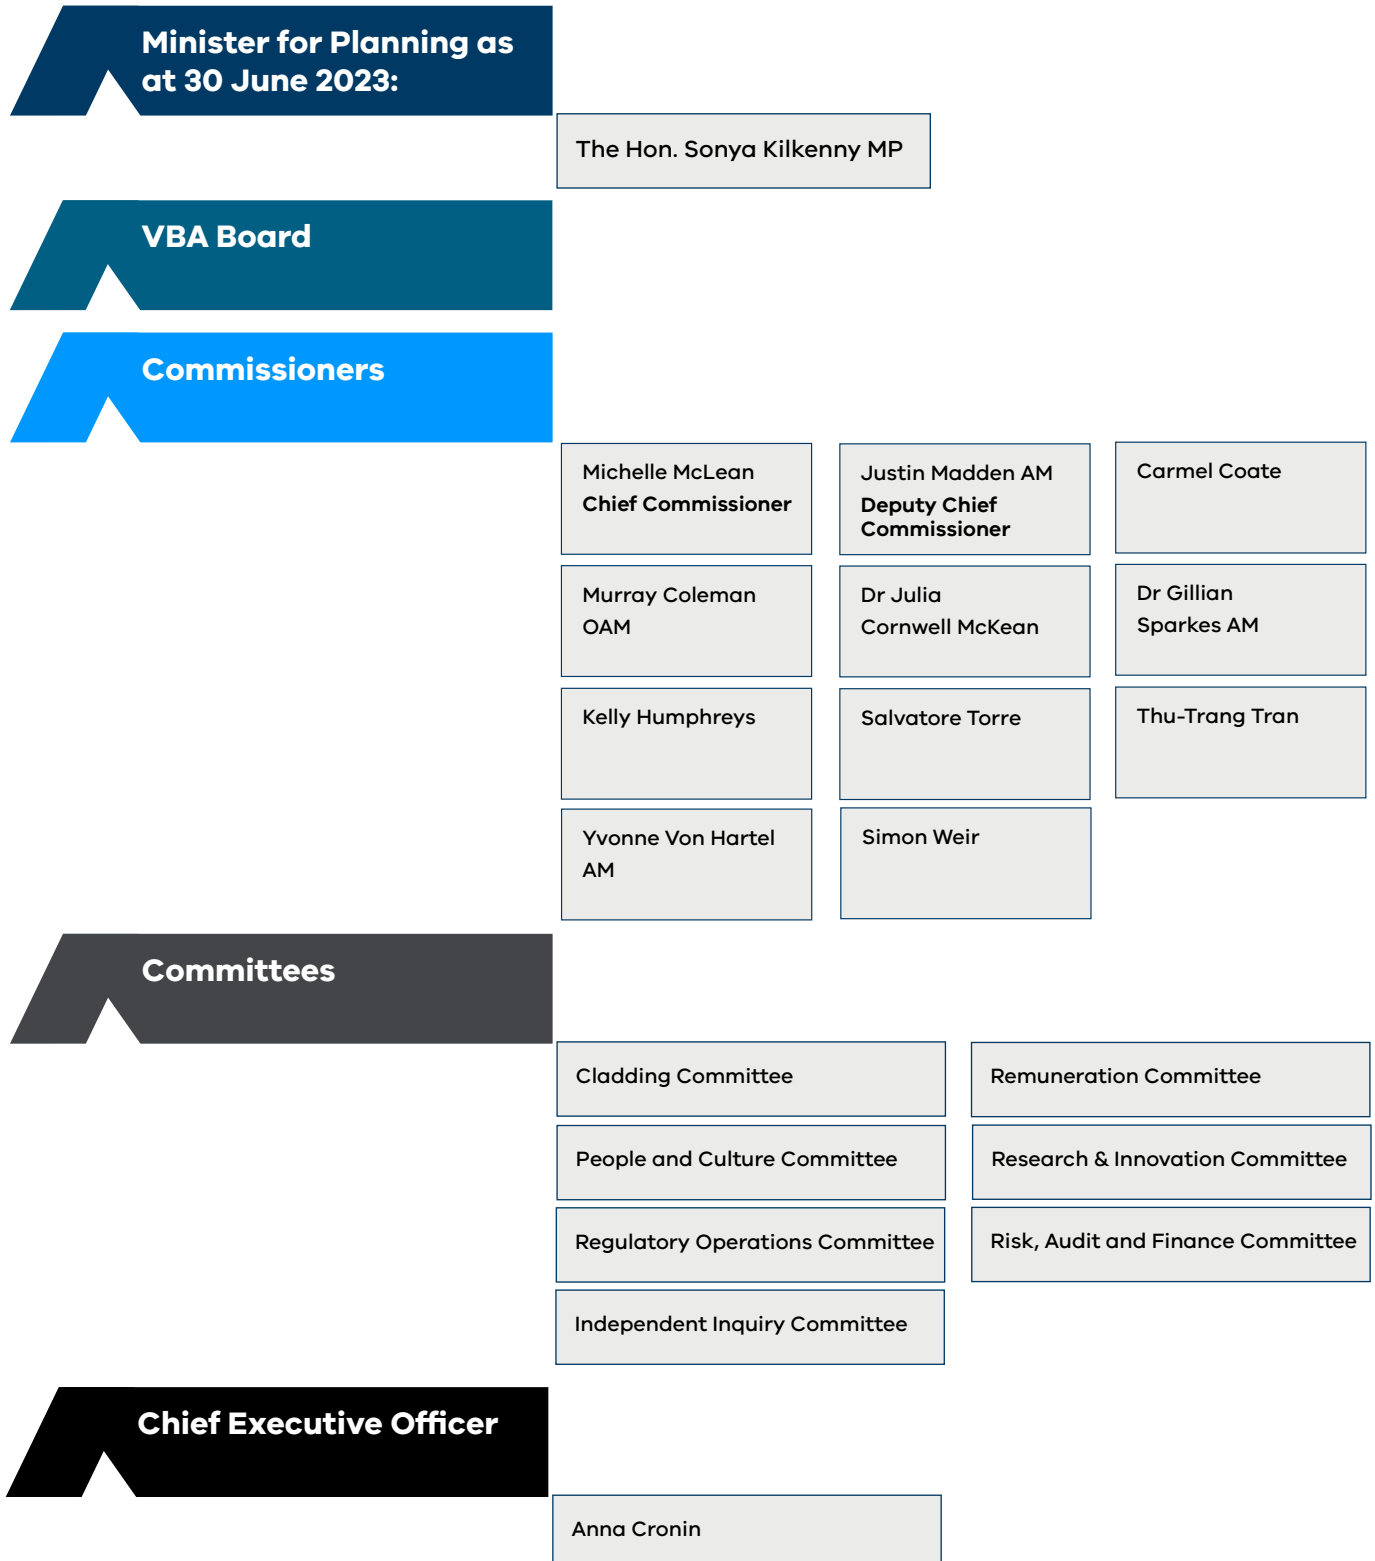 Minister for Planning as
at 30 June 2023:
The Hon. Sonya Kilkenny MP
VBA Board
Commissioners
Michelle McLean
Chief Commissioner
Justin Madden AM
Deputy Chief
Commissioner
Carmel Coate
Murray Coleman
OAM
Dr Julia
Cornwell McKean
Dr Gillian
Sparkes AM
Kelly Humphreys
Salvatore Torre
Thu-Trang Tran
Yvonne Von Hartel
AM
Simon Weir
Committees
Cladding Committee
Remuneration Committee
People and Culture Committee
Research & Innovation Committee
Regulatory Operations Committee
Risk, Audit and Finance Committee
Independent Inquiry Committee
Chief Executive Officer
Anna Cronin